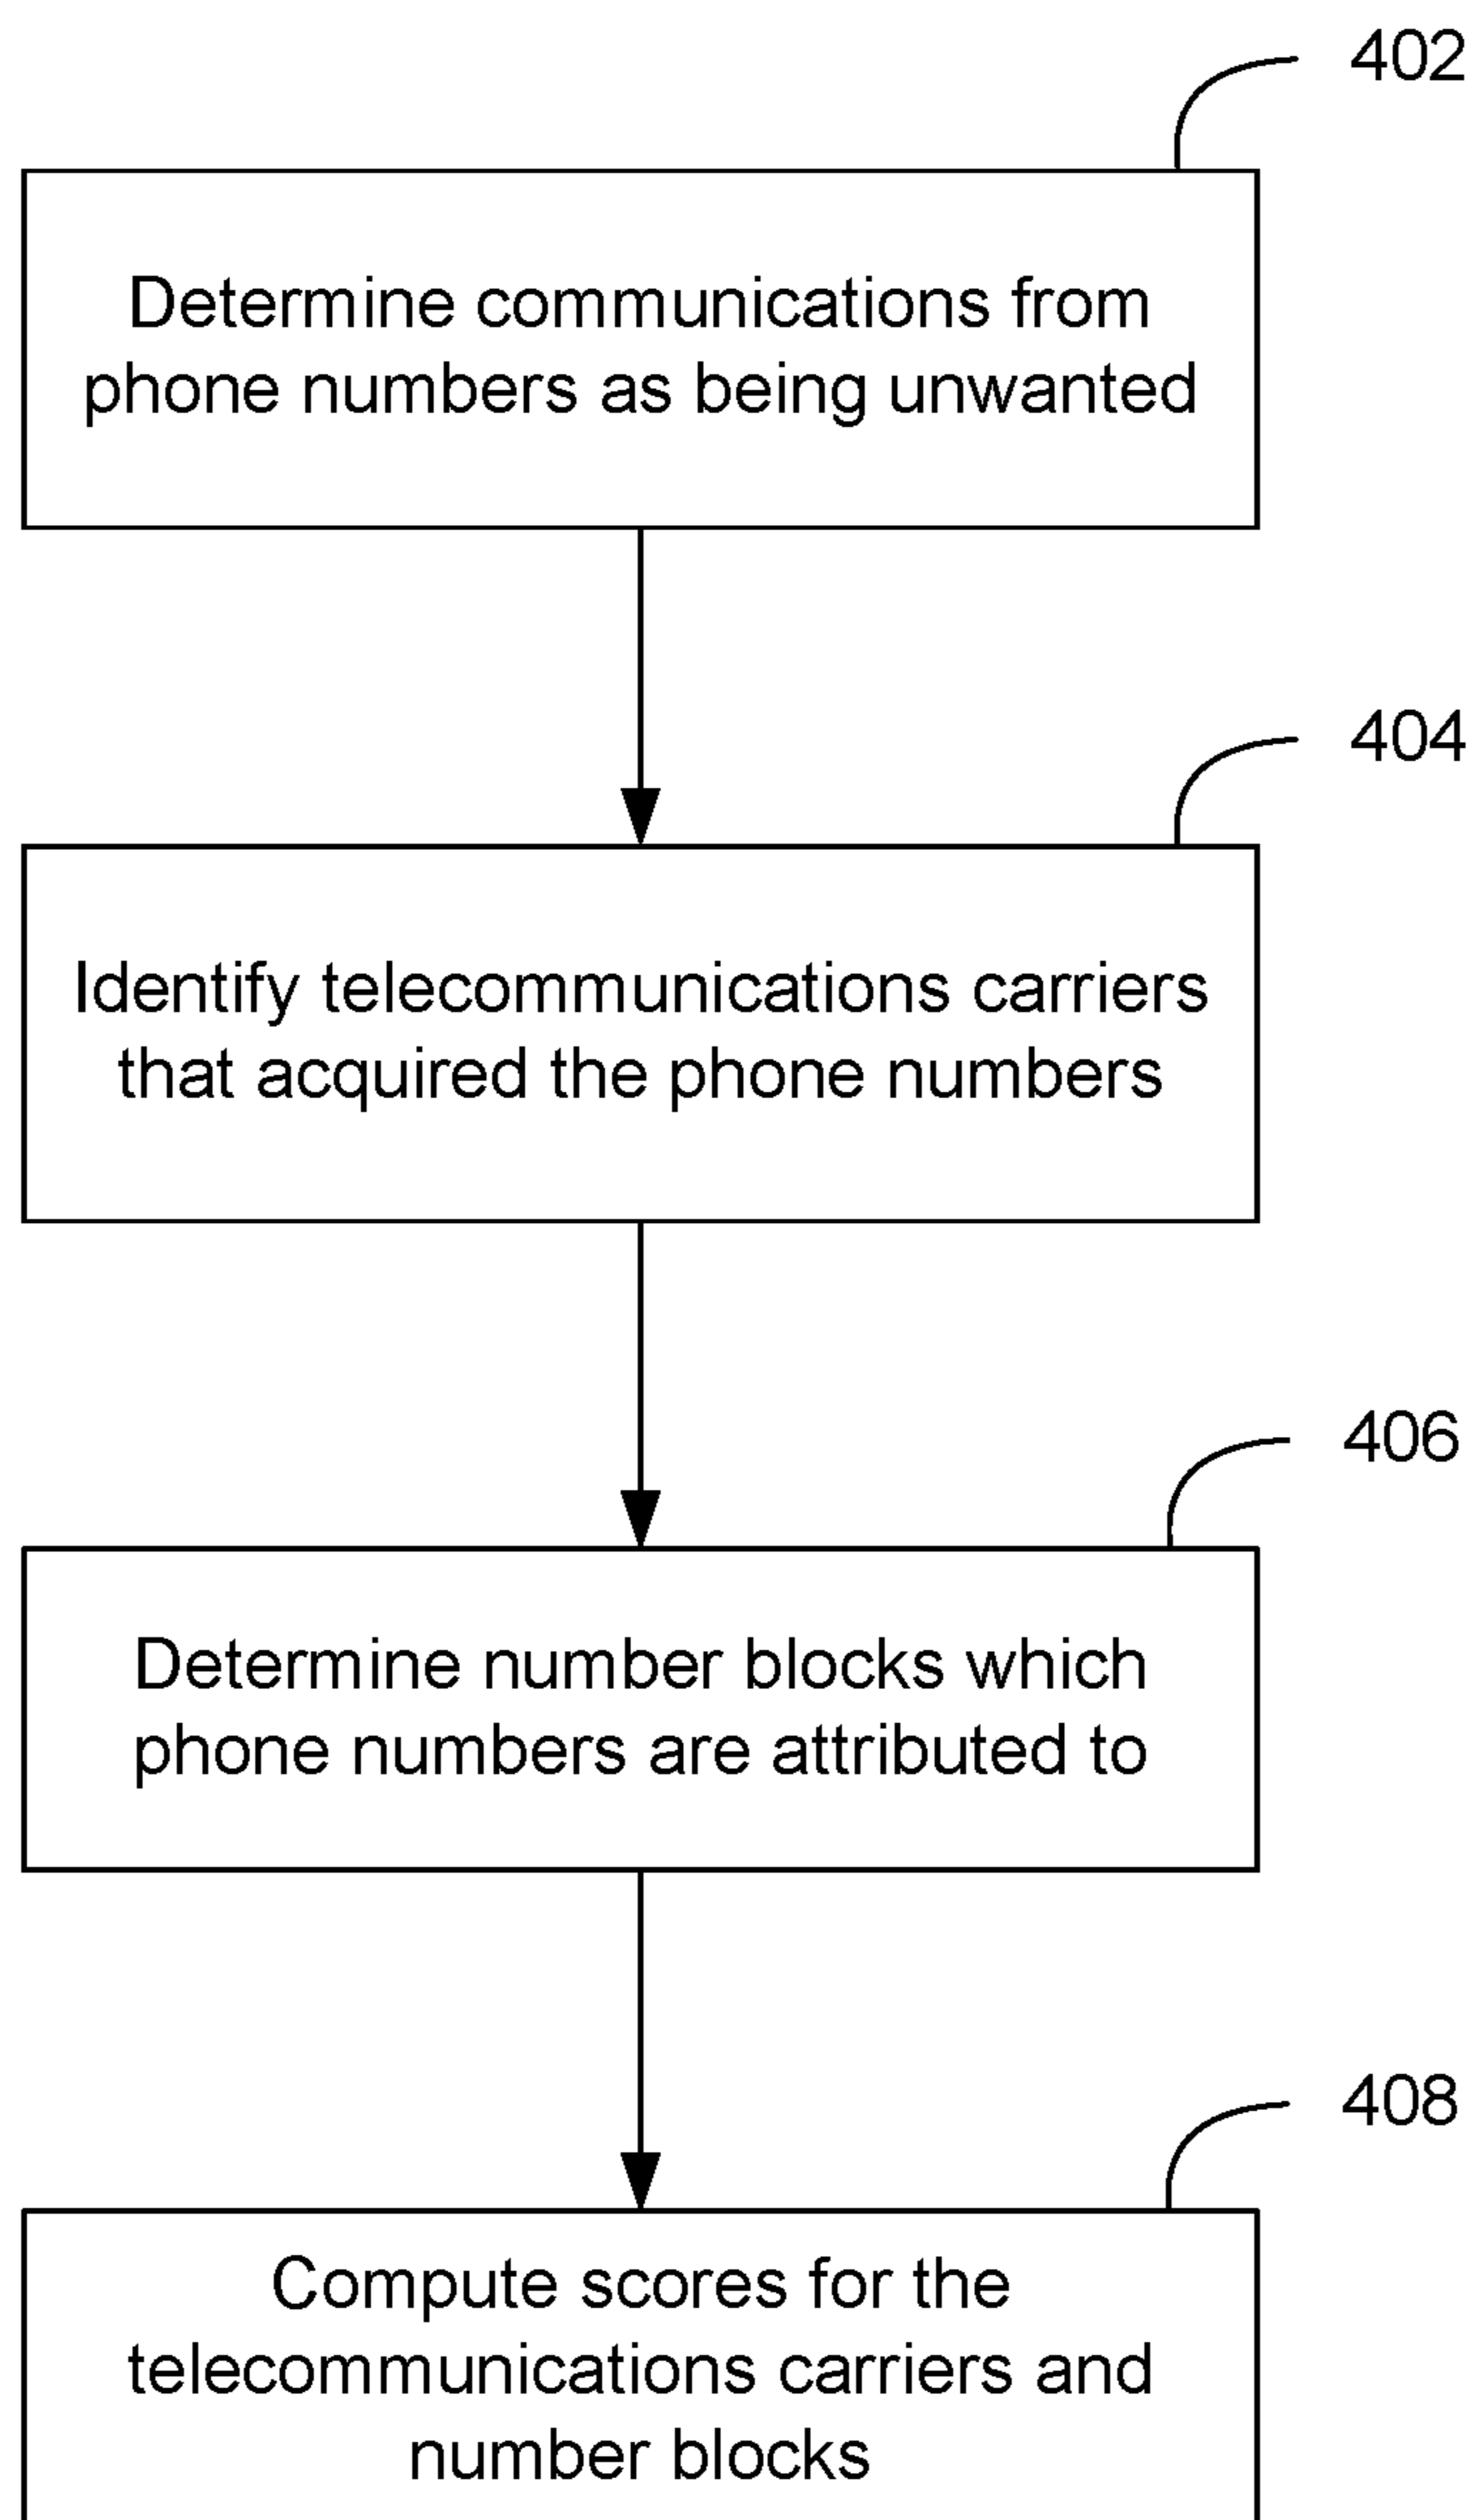 402
Determine communications from
phone numbers as being unwanted
404
Identify telecommunications carriers
that acquired the phone numbers
406
Determine number blocks which
phone numbers are attributed to
408
Compute scores for the
telecommunications carriers and
number blocks